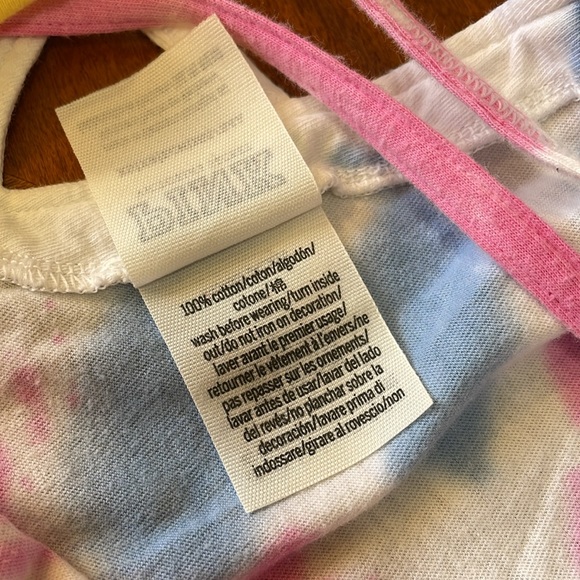 PINK
100% cotton/coton/algodón/
cotone/棉
wash before wearing/turn inside
out/do not iron on decoration/
laver avant le premier usage/
retourner le vêtement à l'envers/ne
pas repasser sur les ornements/
lavar antes de usar/lavar del lado
del revés/no planchar sobre la
decoración/lavare prima di
indossare/girare al rovescio/non